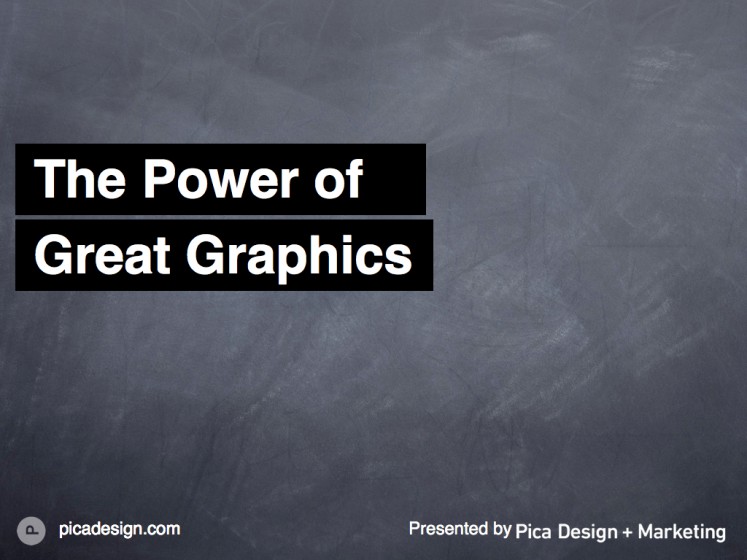 The Power of
Great Graphics
P
picadesign.com
Presented by Pica Design + Marketing